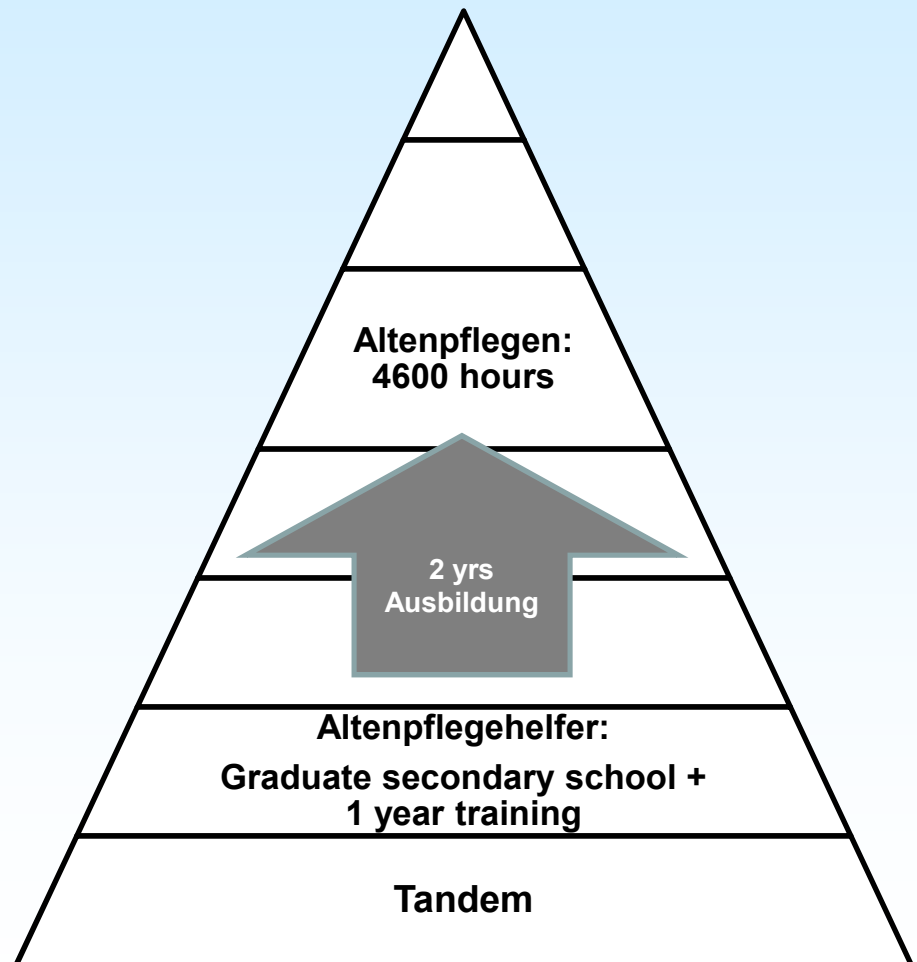 Altenpflegen:
4600 hours
2 yrs
Ausbildung
Altenpflegehelfer:
Graduate secondary school +
1 year training
Tandem